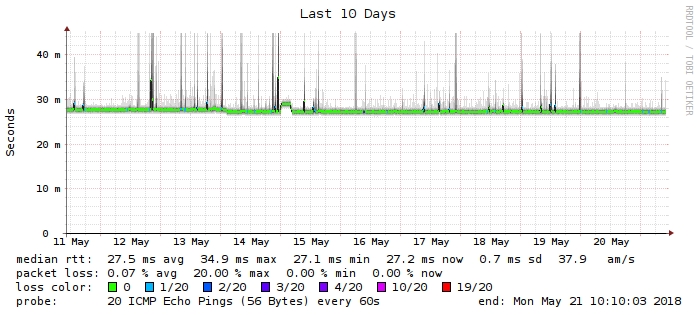 Last 10 Days
RRDTOOL / TOBI OETIKER
Seconds
40 m
30 m
20 m
10 m
0
11 May 12 May 13 May 14 May 15 May 16 May 17 May 18 May 19 May 20 May
median rtt: 27.5 ms avg 34.9 ms max 27.1 ms min 27.2 ms now 0.7 ms sd 37.9 am/s
packet loss: 0.07 % avg 20.00 % max 0.00 % min 0.00 % now
loss color: 0 1/20 2/20 3/20 4/20 10/20 19/20
probe: 20 ICMP Echo Pings (56 Bytes) every 60s end: Mon May 21 10:10:03 2018